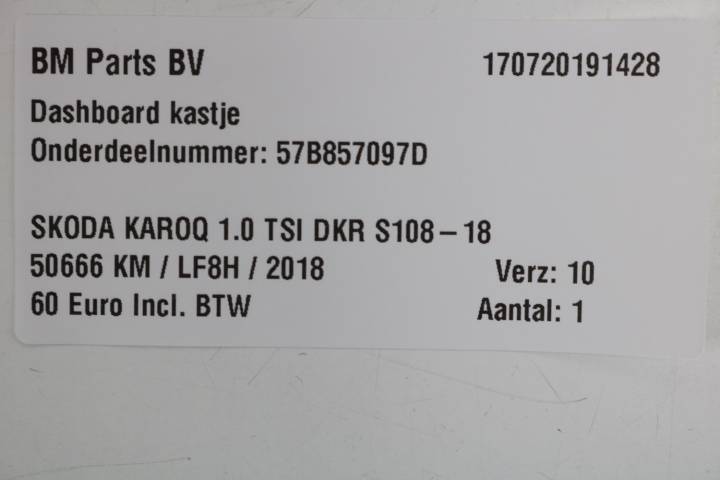 BM Parts BV 170720191428
Dashboard kastje
Onderdeelnummer: 57B857097D
SKODA KAROQ 1.0 TSI DKR S108-18
50666 KM / LF8H / 2018 Verz: 10
60 Euro Incl. BTW Aantal: 1